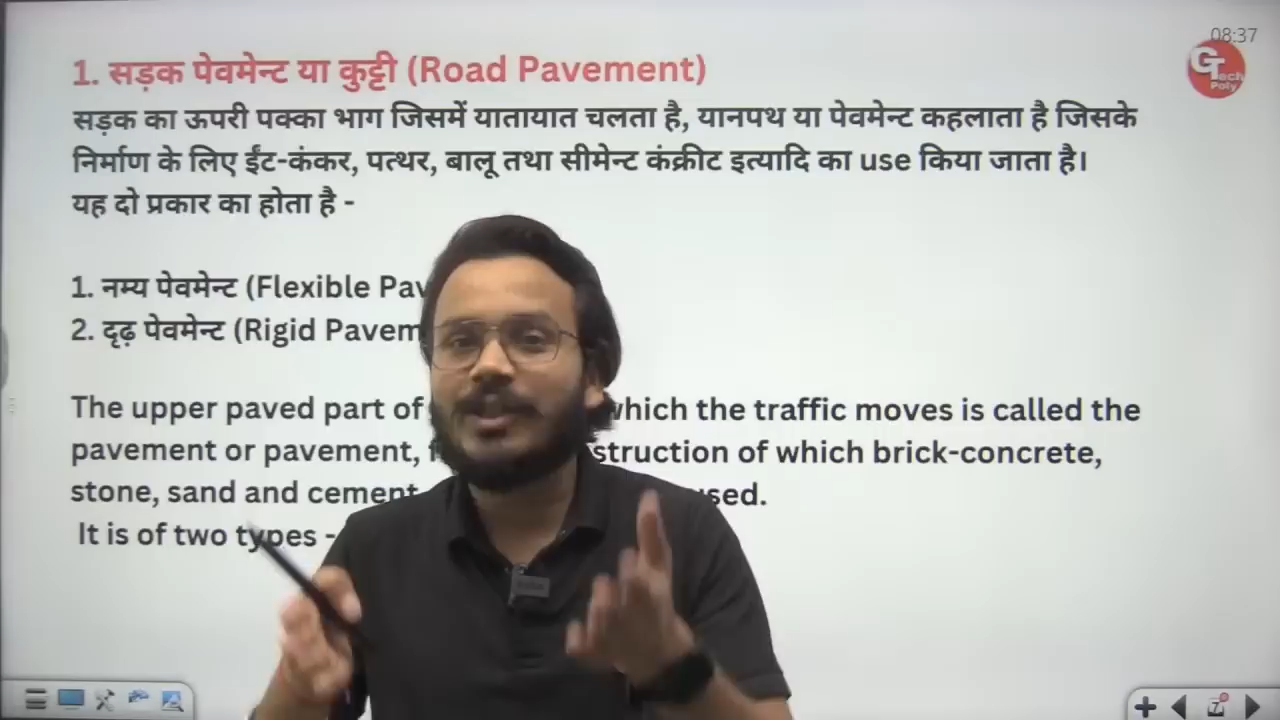 08:37
GTech Poly
1. सड़क पेवमेन्ट या कुट्टी (Road Pavement)
सड़क का ऊपरी पक्का भाग जिसमें यातायात चलता है, यानपथ या पेवमेन्ट कहलाता है जिसके
निर्माण के लिए ईंट-कंकर, पत्थर, बालू तथा सीमेन्ट कंक्रीट इत्यादि का use किया जाता है।
यह दो प्रकार का होता है -
1. नम्य पेवमेन्ट (Flexible Pav
2. दृढ़ पेवमेन्ट (Rigid Pavem
The upper paved part of which the traffic moves is called the
pavement or pavement, struction of which brick-concrete,
stone, sand and cement used.
It is of two types -